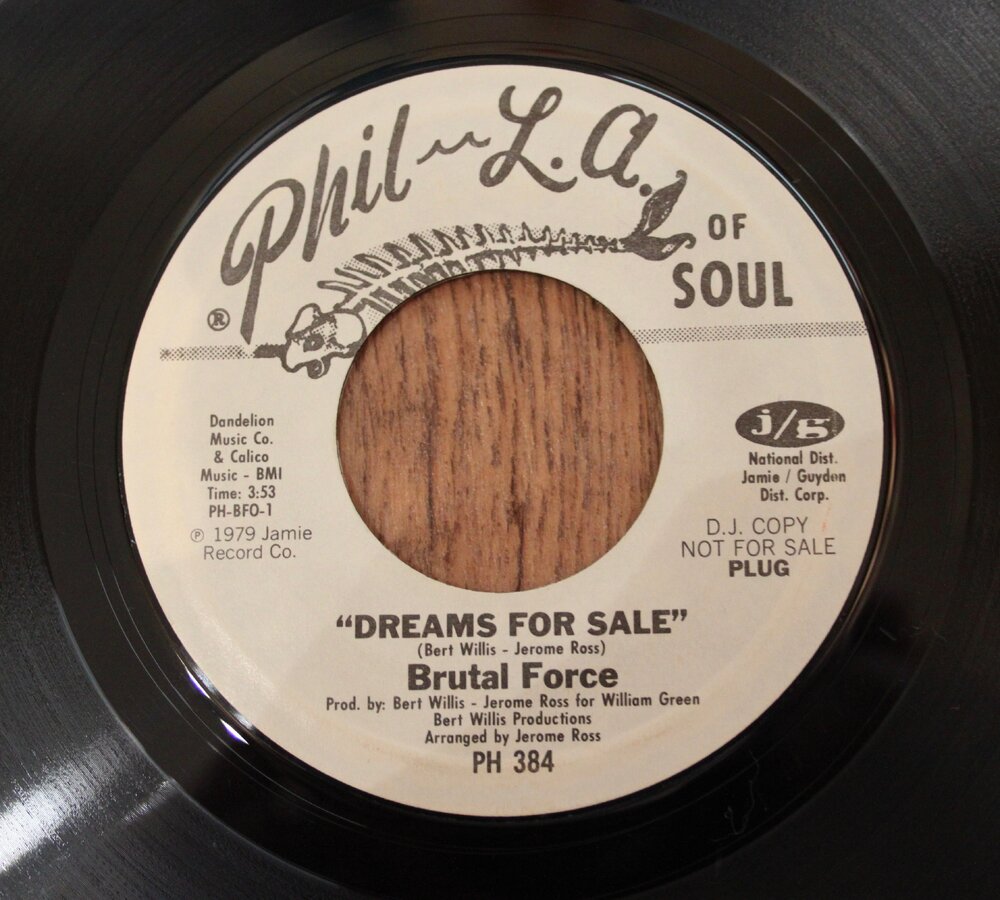 Phil-L.A.
OF
SOUL
®
Dandelion
Music Co.
& Calico
Music - BMI
Time: 3:53
PH-BFO-1
℗ 1979 Jamie
Record Co.
j/g
National Dist.
Jamie / Guyden
Dist. Corp.
D.J. COPY
NOT FOR SALE
PLUG
“DREAMS FOR SALE”
(Bert Willis - Jerome Ross)
Brutal Force
Prod. by: Bert Willis - Jerome Ross for William Green
Bert Willis Productions
Arranged by Jerome Ross
PH 384